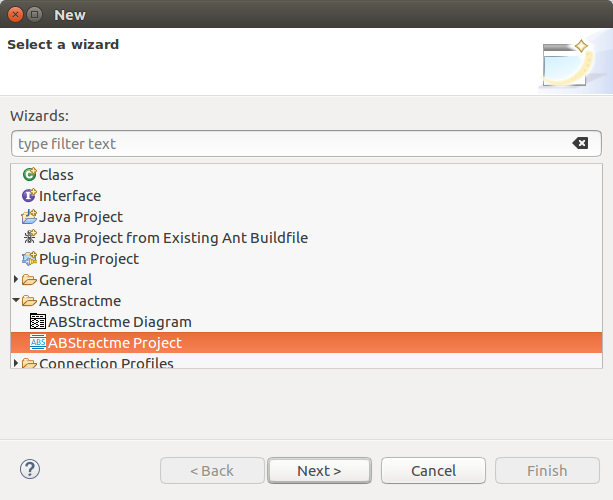 New
Select a wizard
Wizards:
type filter text
Class
Interface
Java Project
Java Project from Existing Ant Buildfile
Plug-in Project
General
ABStractme
ABStractme Diagram
ABS ABStractme Project
Connection Profiles
? < Back Next > Cancel Finish